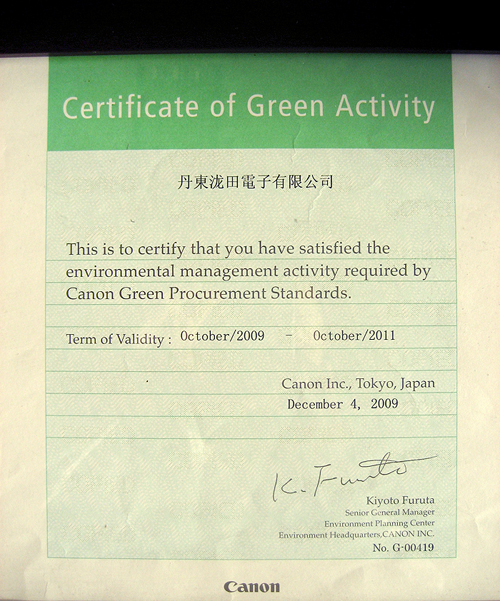 Certificate of Green Activity
丹東泷田電子有限公司
This is to certify that you have satisfied the
environmental management activity required by
Canon Green Procurement Standards.
Term of Validity : October/2009 - October/2011
Canon Inc., Tokyo, Japan
December 4, 2009
K. Furuta
Kiyoto Furuta
Senior General Manager
Environment Planning Center
Environment Headquarters,CANON INC.
No. G-00419
Canon